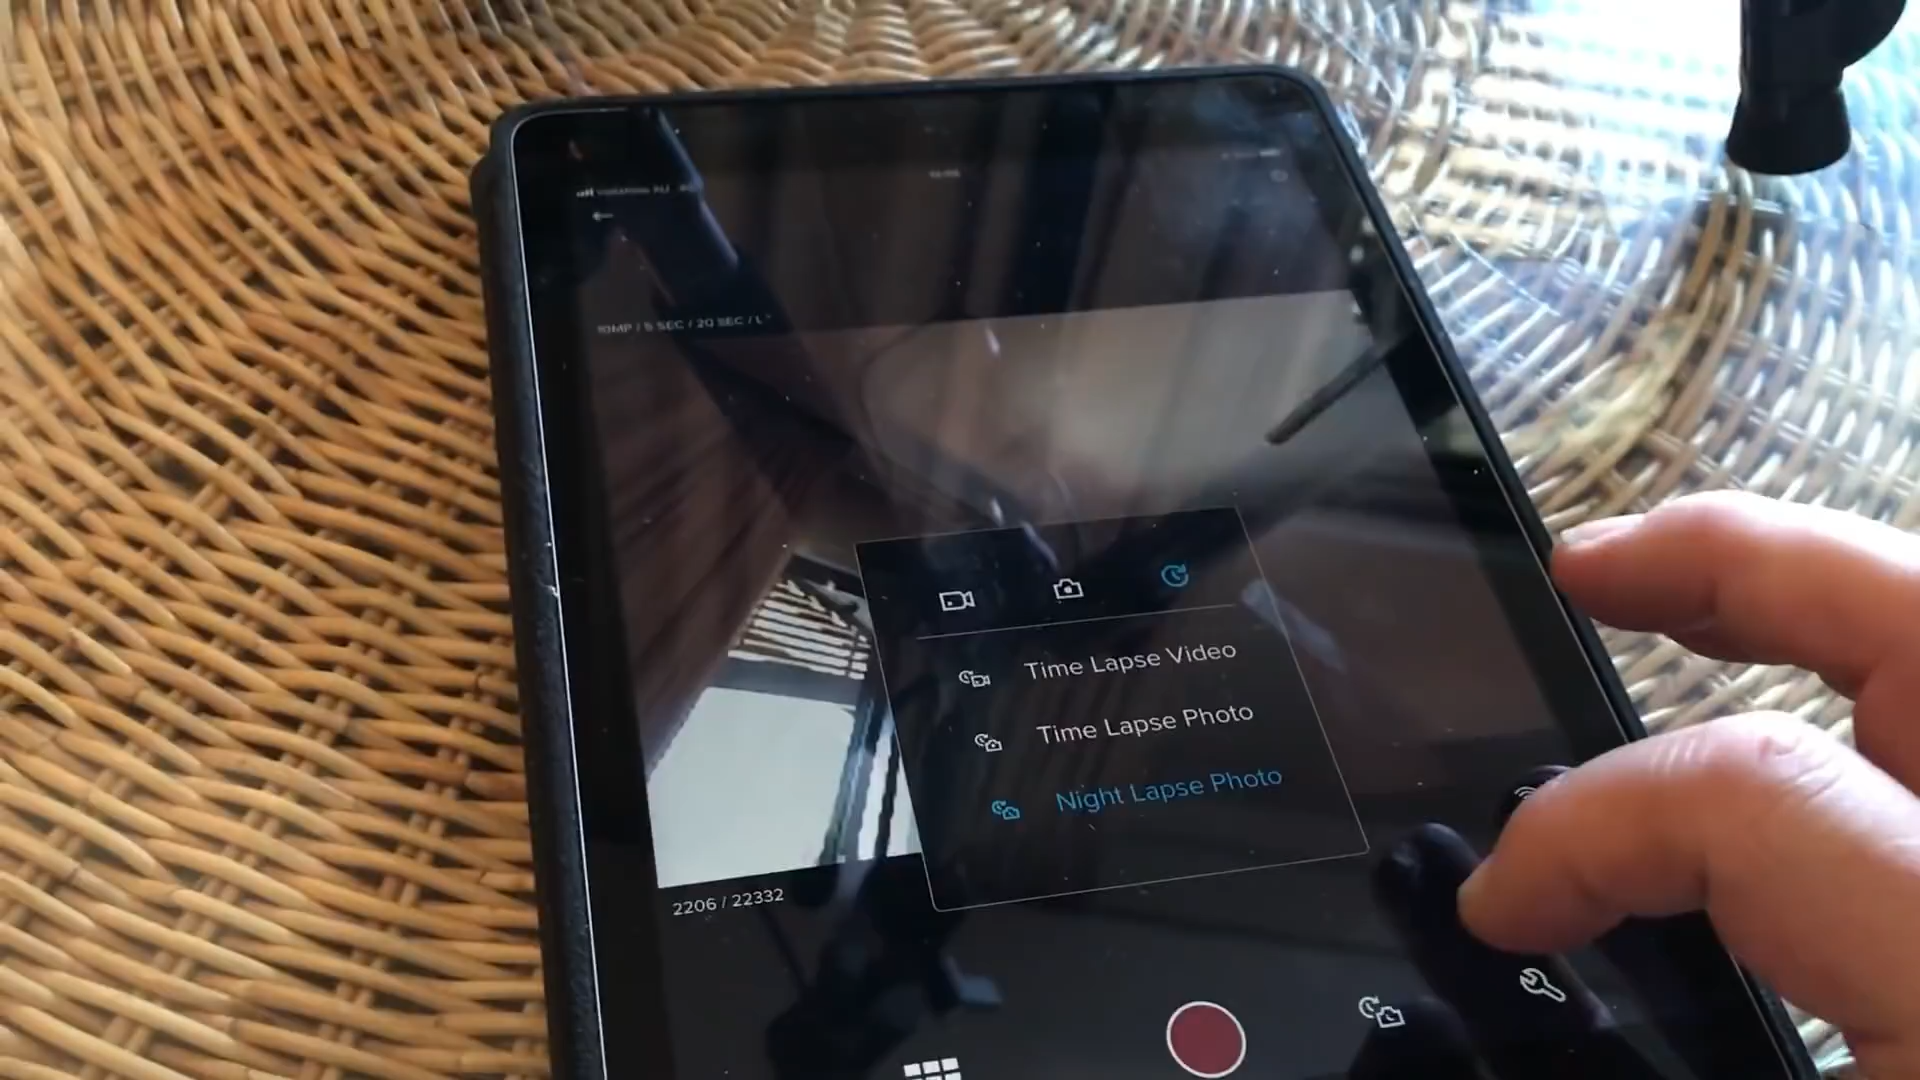 10MP / 5 SEC / 20 SEC / L
Time Lapse Video
Time Lapse Photo
Night Lapse Photo
2206 / 22332